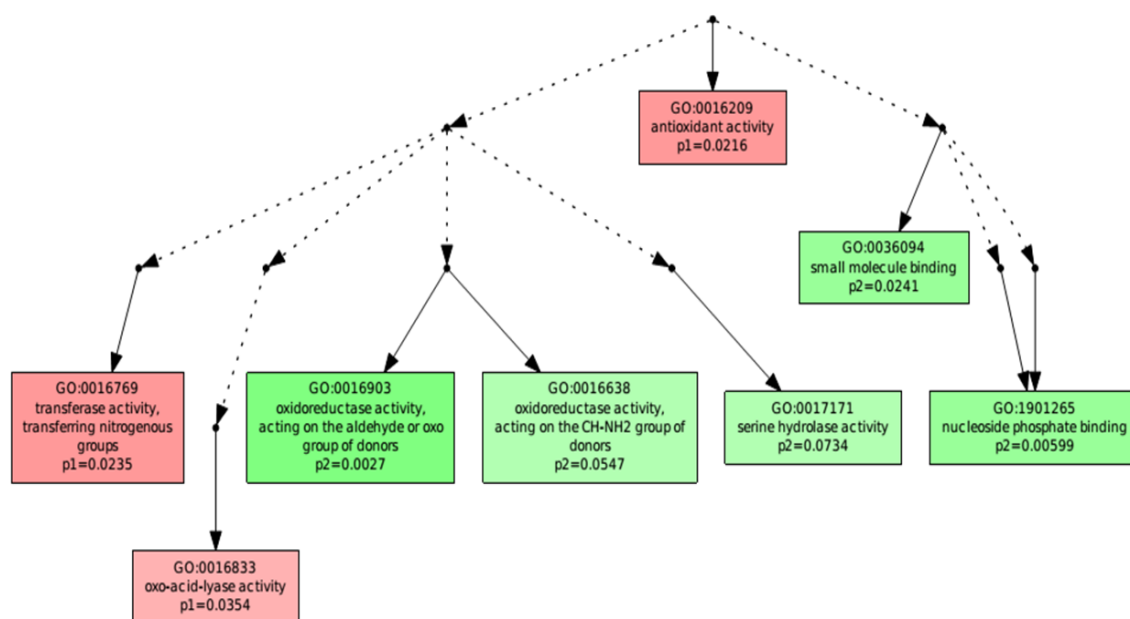 GO:0016209
antioxidant activity
p1=0.0216
GO:0036094
small molecule binding
p2=0.0241
GO:0016769
transferase activity,
transferring nitrogenous
groups
p1=0.0235
GO:0016903
oxidoreductase activity,
acting on the aldehyde or oxo
group of donors
p2=0.0027
GO:0016638
oxidoreductase activity,
acting on the CH-NH2 group of
donors
p2=0.0547
GO:0017171
serine hydrolase activity
p2=0.0734
GO:1901265
nucleoside phosphate binding
p2=0.00599
GO:0016833
oxo-acid-lyase activity
p1=0.0354